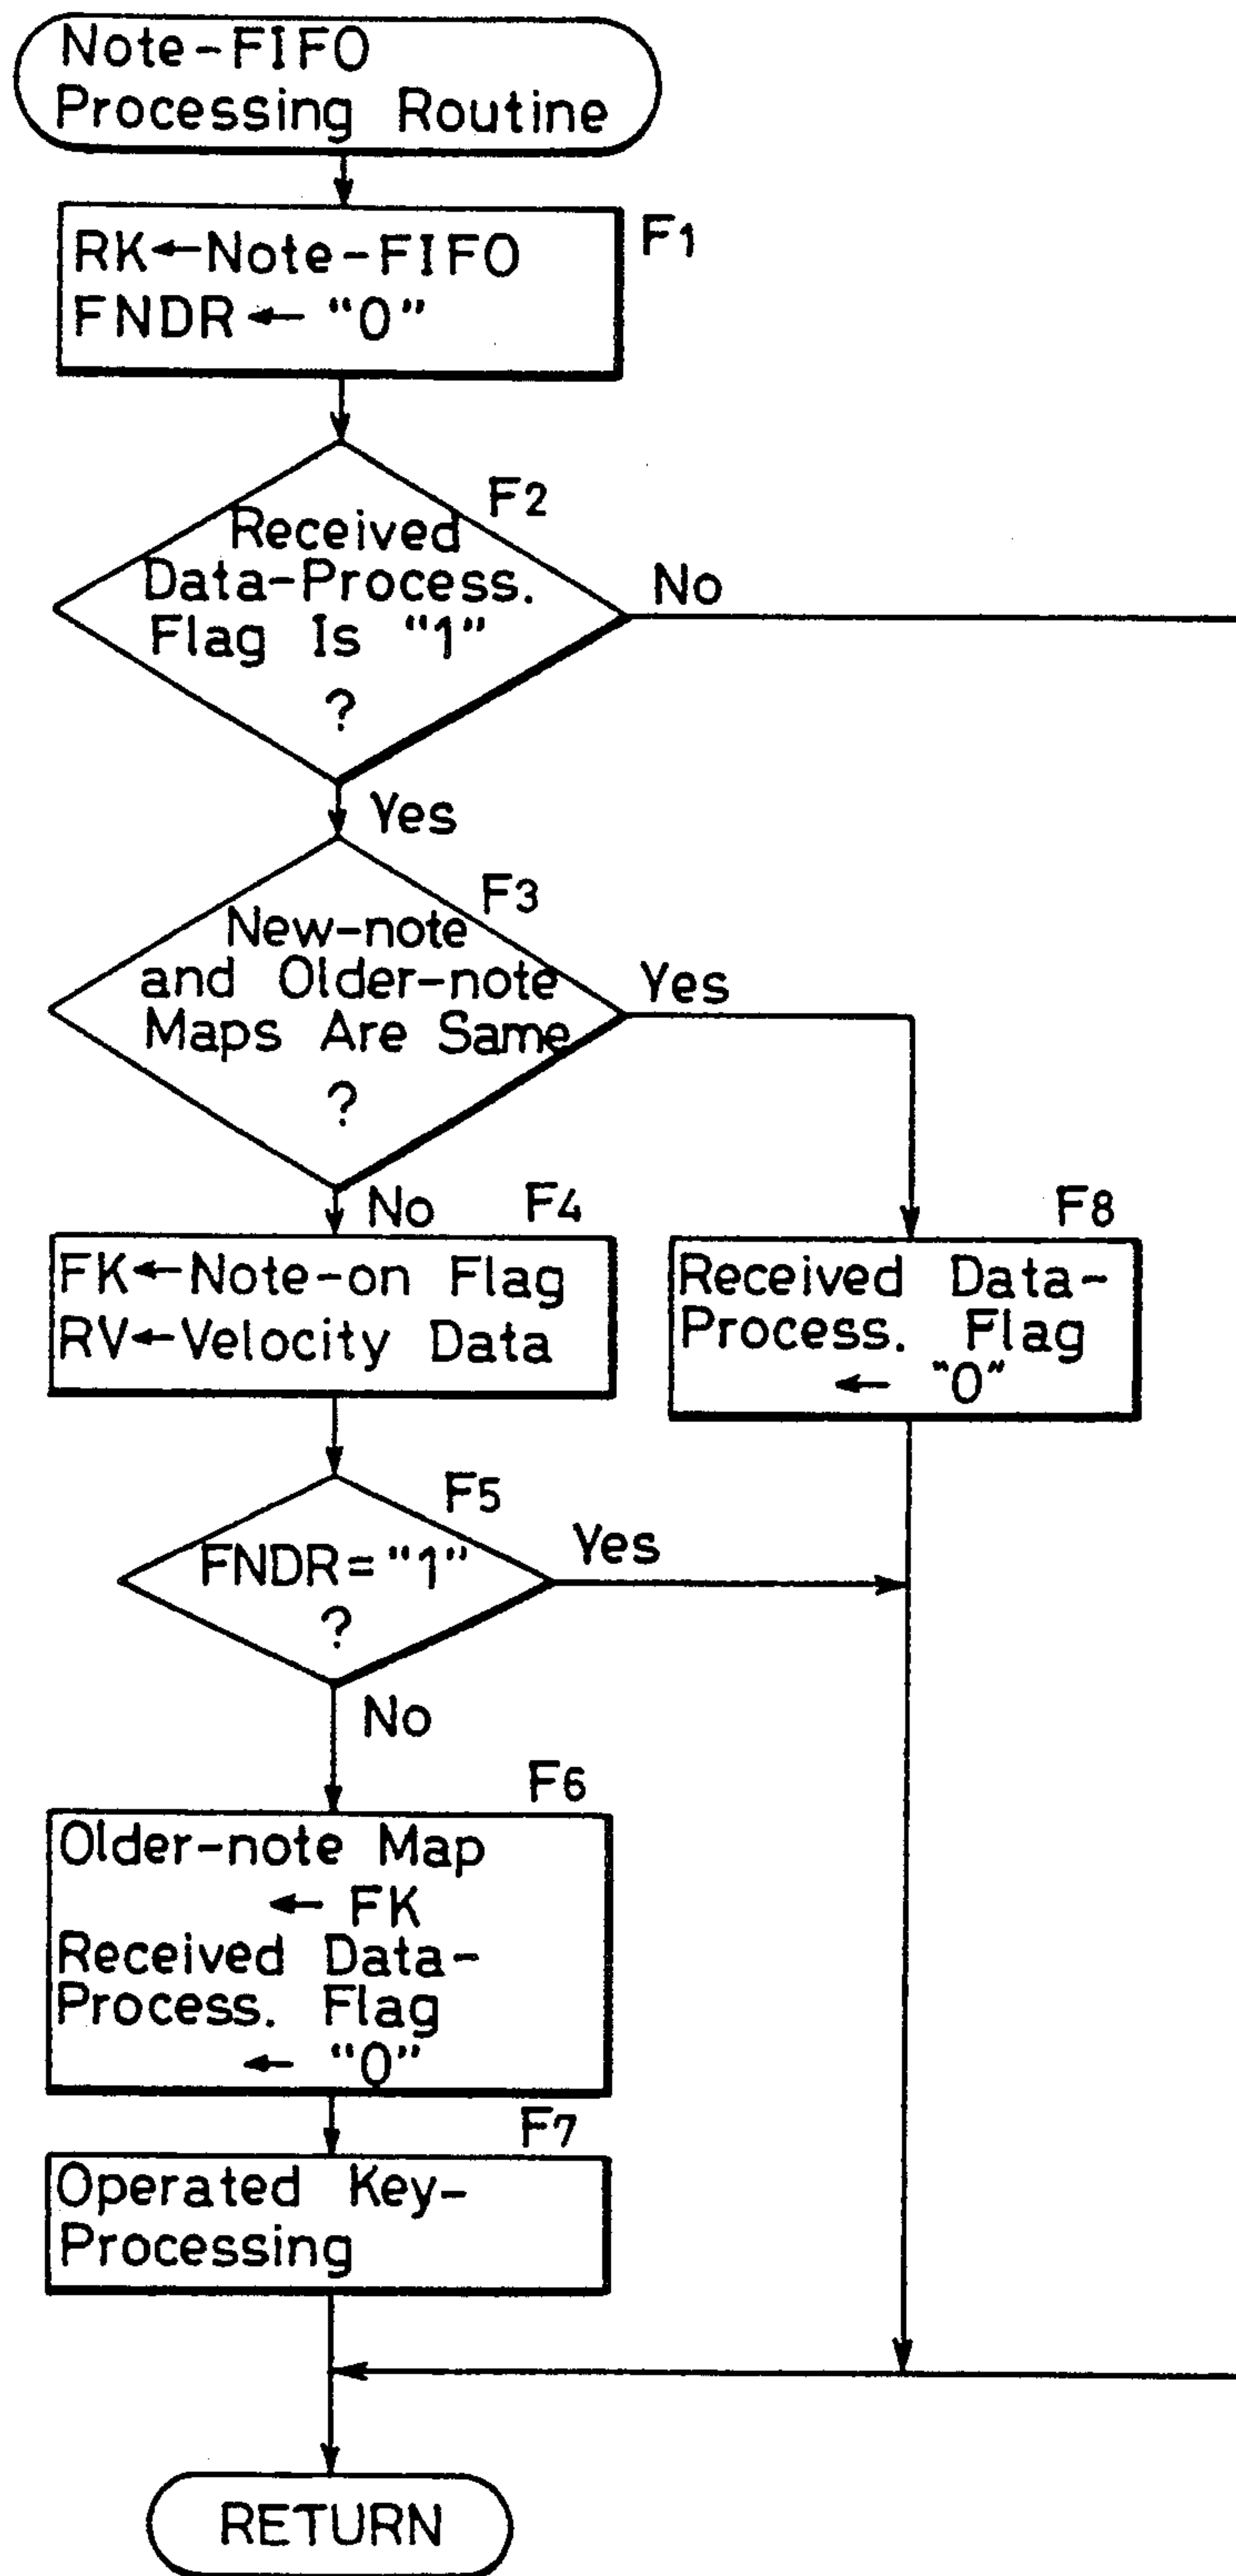 Note-FIFO
Processing Routine
F1
RK←Note-FIFO
FNDR← "0"
F2
Received
Data-Process.
Flag Is "1"
?
No
Yes
F3
New-note
and Older-note
Maps Are Same
?
Yes
No
F4
FK←Note-on Flag
RV←Velocity Data
F8
Received Data-
Process. Flag
← "0"
F5
FNDR="1"
?
Yes
No
F6
Older-note Map
← FK
Received Data-
Process. Flag
← "0"
F7
Operated Key-
Processing
RETURN